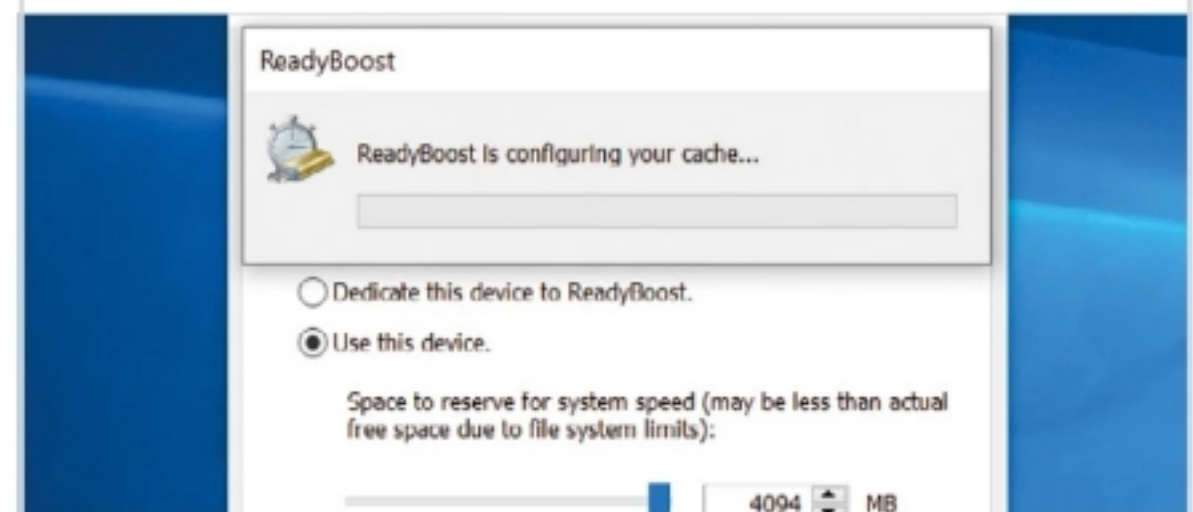 ReadyBoost
ReadyBoost is configuring your cache...
Dedicate this device to ReadyBoost.
Use this device.
Space to reserve for system speed (may be less than actual
free space due to file system limits):
4094 MB